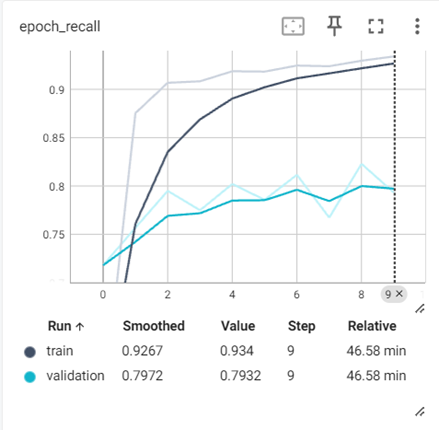 epoch_recall
0.9
0.85
0.8
0.75
0 2 4 6 8 9 ×
Run ↑ Smoothed Value Step Relative
train 0.9267 0.934 9 46.58 min
validation 0.7972 0.7932 9 46.58 min